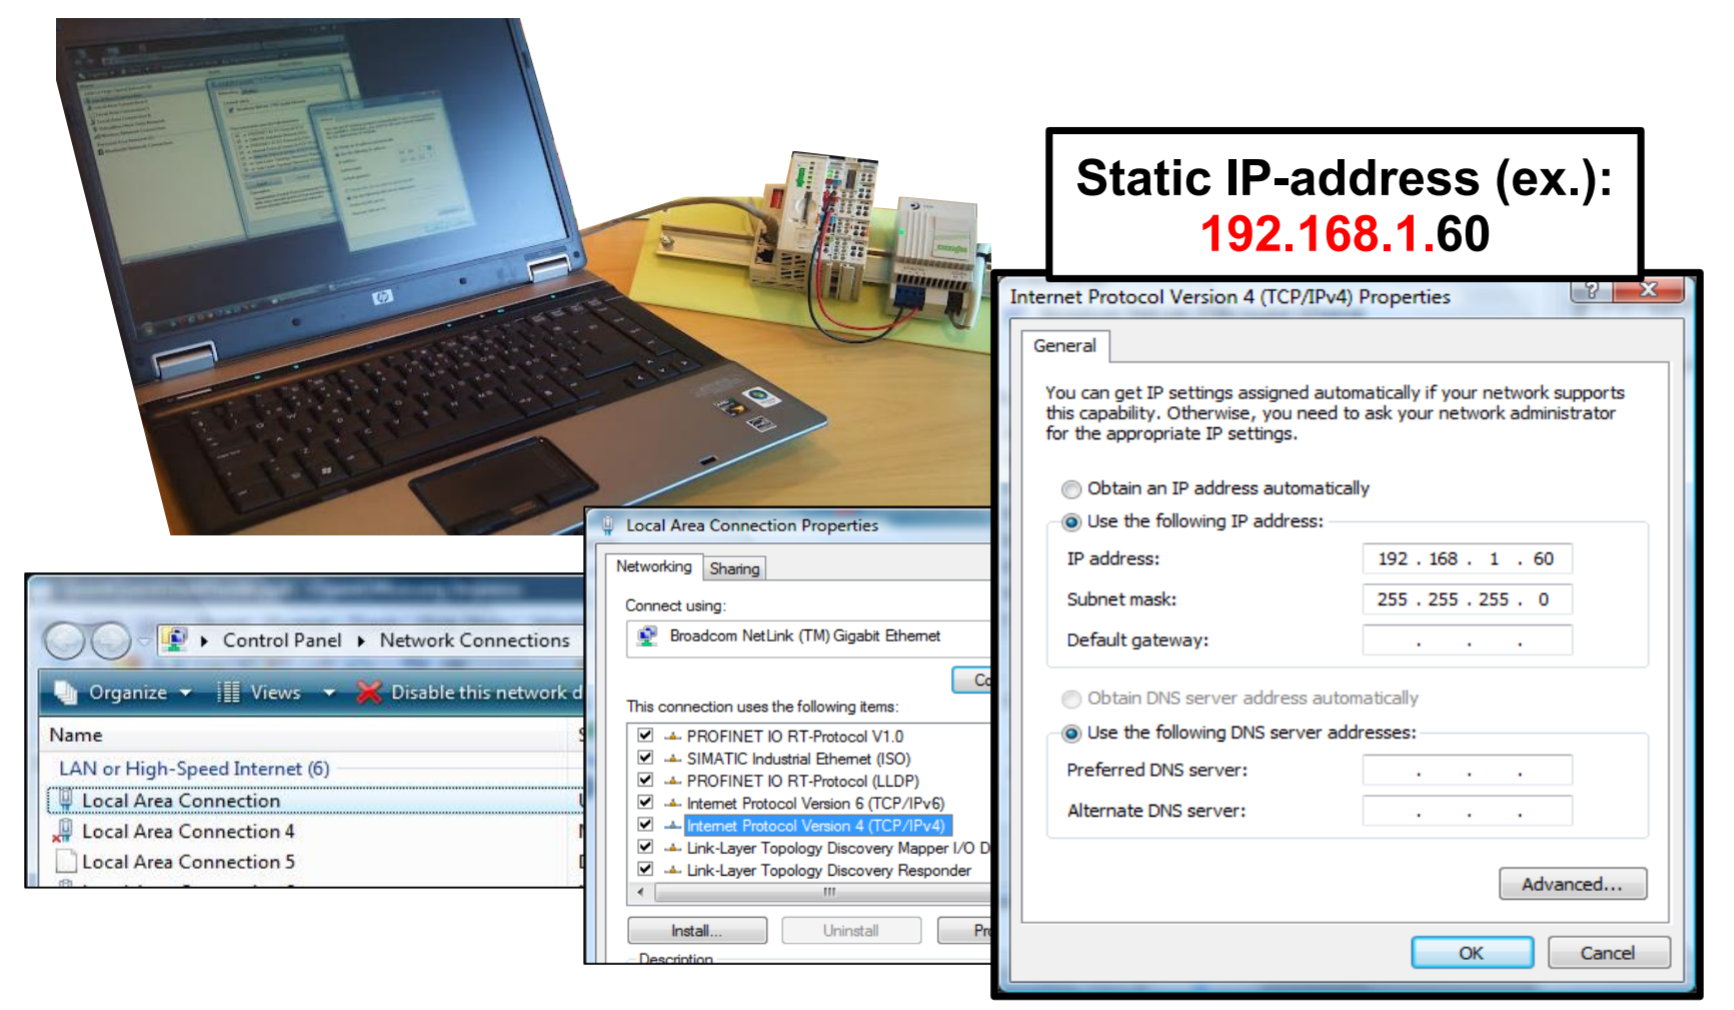 Static IP-address (ex.):
192.168.1.60
Internet Protocol Version 4 (TCP/IPv4) Properties
General
You can get IP settings assigned automatically if your network supports
this capability. Otherwise, you need to ask your network administrator
for the appropriate IP settings.
Obtain an IP address automatically
Use the following IP address:
IP address: 192 . 168 . 1 . 60
Subnet mask: 255 . 255 . 255 . 0
Default gateway: . . .
Obtain DNS server address automatically
Use the following DNS server addresses:
Preferred DNS server: . . .
Alternate DNS server: . . .
Advanced...
OK Cancel
Local Area Connection Properties
Networking Sharing
Connect using:
Broadcom NetLink (TM) Gigabit Ethernet
This connection uses the following items:
PROFINET IO RT-Protocol V1.0
SIMATIC Industrial Ethernet (ISO)
PROFINET IO RT-Protocol (LLDP)
Internet Protocol Version 6 (TCP/IPv6)
Internet Protocol Version 4 (TCP/IPv4)
Link-Layer Topology Discovery Mapper I/O D
Link-Layer Topology Discovery Responder
Install... Uninstall
Description
Control Panel Network Connections
Organize Views Disable this network d
Name
LAN or High-Speed Internet (6)
Local Area Connection
Local Area Connection 4
Local Area Connection 5
hp